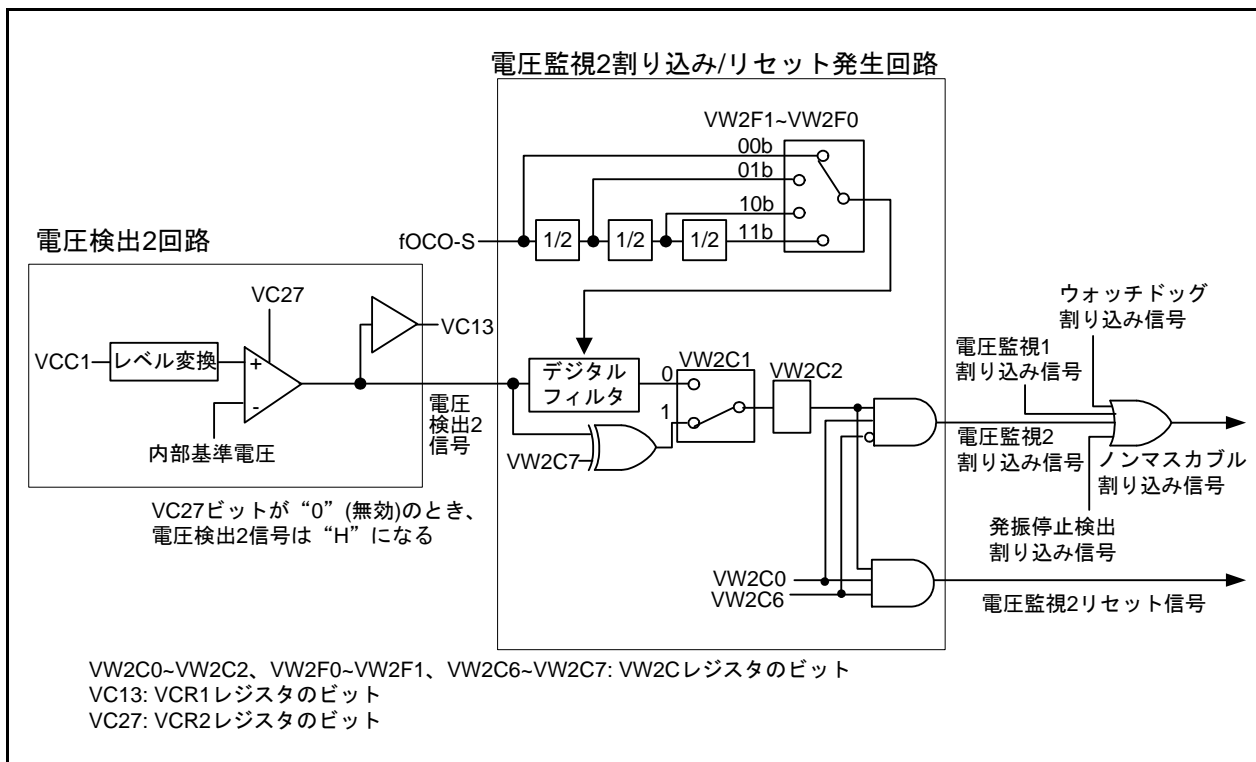 電圧監視2割り込み/リセット発生回路
VW2F1~VW2F0
00b
01b
10b
11b
fOCO-S
1/2
1/2
1/2
電圧検出2回路
VC27
VC13
VCC1
レベル変換
+
-
内部基準電圧
電圧
検出2
信号
VC27ビットが“0”(無効)のとき、
電圧検出2信号は“H”になる
デジタル
フィルタ
VW2C7
0
1
VW2C1
VW2C2
ウォッチドッグ
割り込み信号
電圧監視1
割り込み信号
電圧監視2
割り込み信号
ノンマスカブル
割り込み信号
発振停止検出
割り込み信号
VW2C0
VW2C6
電圧監視2リセット信号
VW2C0~VW2C2、VW2F0~VW2F1、VW2C6~VW2C7: VW2Cレジスタのビット
VC13: VCR1レジスタのビット
VC27: VCR2レジスタのビット